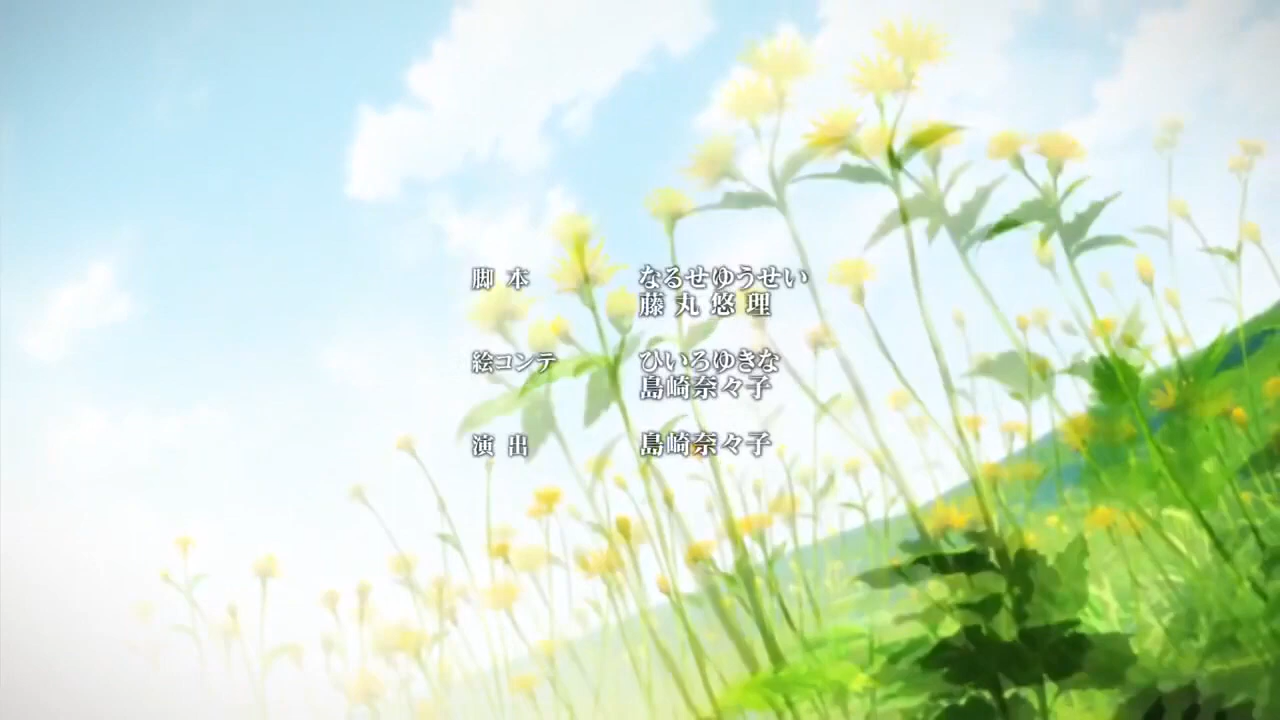 脚本 なるせゆうせい
藤丸悠理
絵コンテ ひいろゆきな
島崎奈々子
演出 島崎奈々子